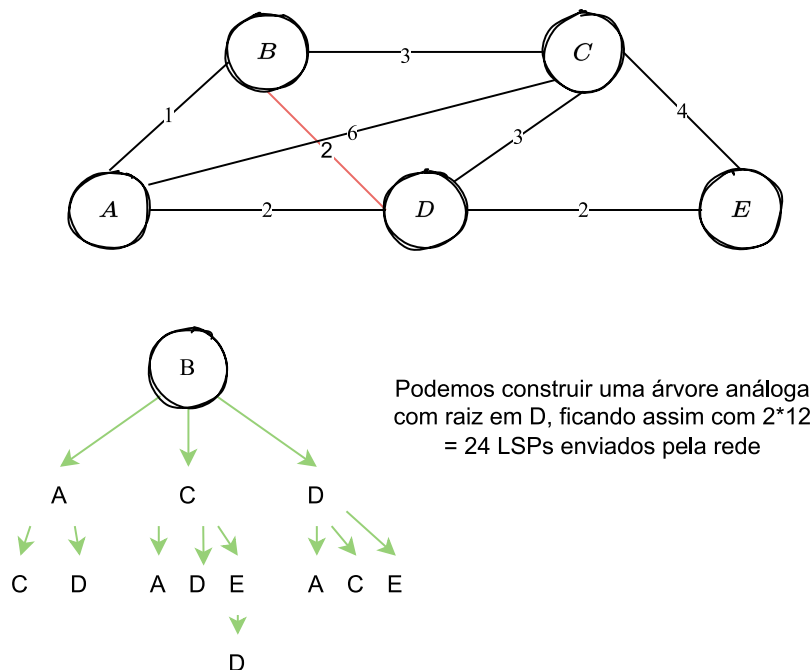 B
C
3
1
4
6
2
3
A
2
D
2
E
B
Podemos construir uma árvore análoga
com raiz em D, ficando assim com 2*12
= 24 LSPs enviados pela rede
A C D
C D A D E A C E
D